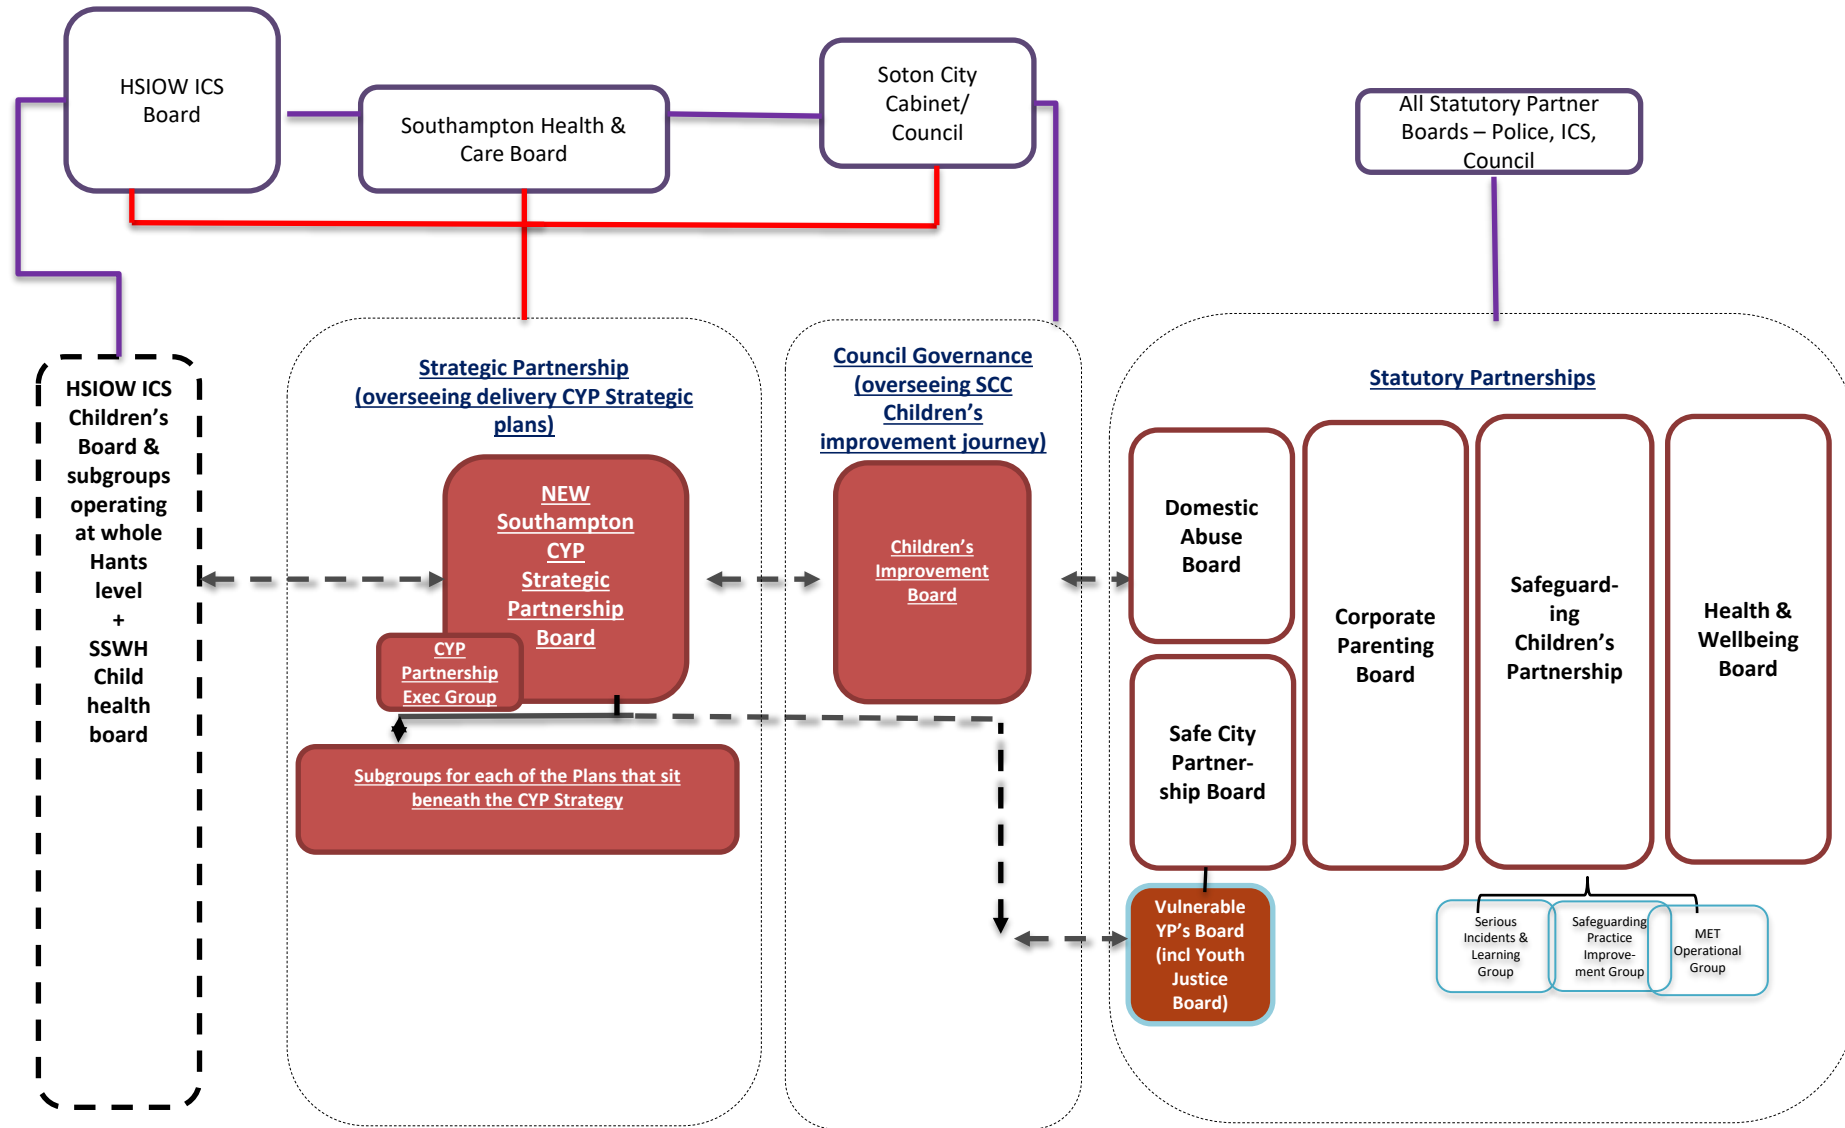 HSIOW ICS
Board
Southampton Health &
Care Board
Soton City
Cabinet/
Council
All Statutory Partner
Boards – Police, ICS,
Council
HSIOW ICS
Children’s
Board &
subgroups
operating
at whole
Hants
level
+
SSWH
Child
health
board
Strategic Partnership
(overseeing delivery CYP Strategic
plans)
NEW
Southampton
CYP
Strategic
Partnership
Board
CYP
Partnership
Exec Group
Subgroups for each of the Plans that sit
beneath the CYP Strategy
Council Governance
(overseeing SCC
Children’s
improvement journey)
Children’s
Improvement
Board
Statutory Partnerships
Domestic
Abuse
Board
Safe City
Partner-
ship Board
Corporate
Parenting
Board
Safeguard-
ing
Children’s
Partnership
Health &
Wellbeing
Board
Vulnerable
YP’s Board
(incl Youth
Justice
Board)
Serious
Incidents &
Learning
Group
Safeguarding
Practice
Improve-
ment Group
MET
Operational
Group